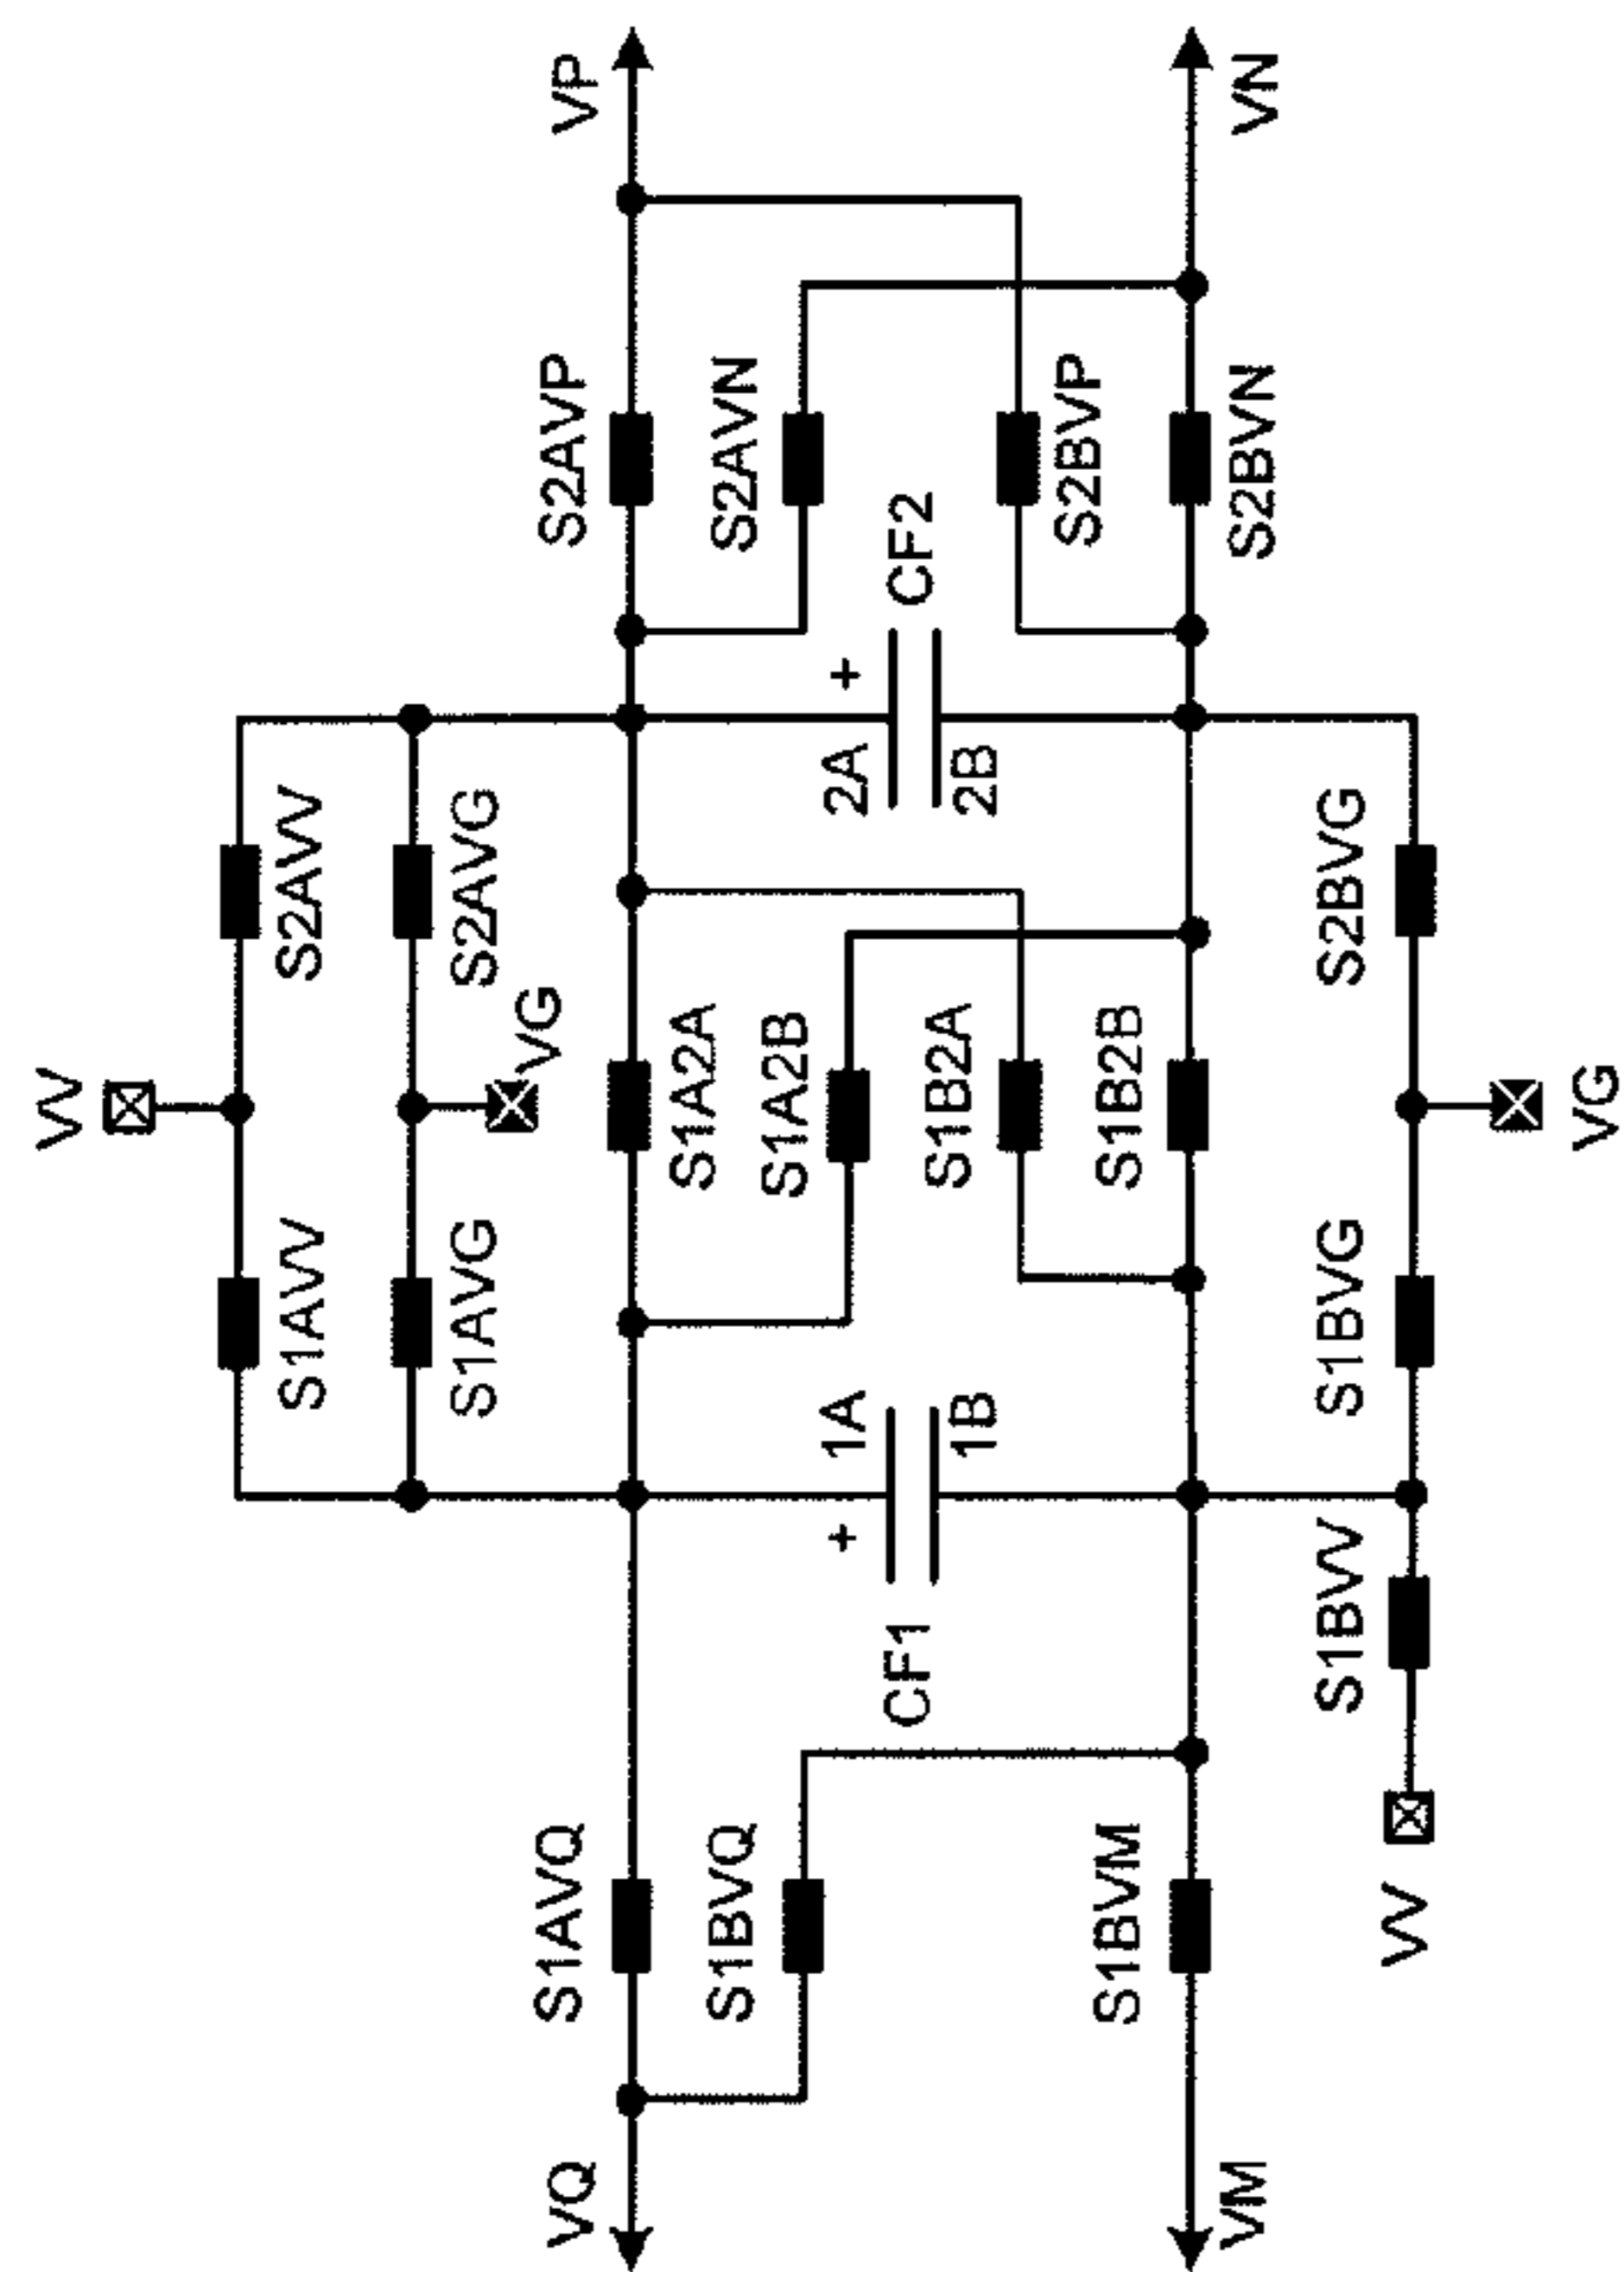 VV
S1AVV
S2AVV
S1AVG
S2AVG
VG
VQ
S1AVQ
S2AVP
VP
S1A2A
S1BVQ
S2AVN
S1A2B
+
1A
2A
+
CF1
CF2
S1B2A
1B
2B
S2BVP
S1BVM
S1B2B
VM
S2BVN
VN
S1BVV
S1BVG
S2BVG
VV
VG